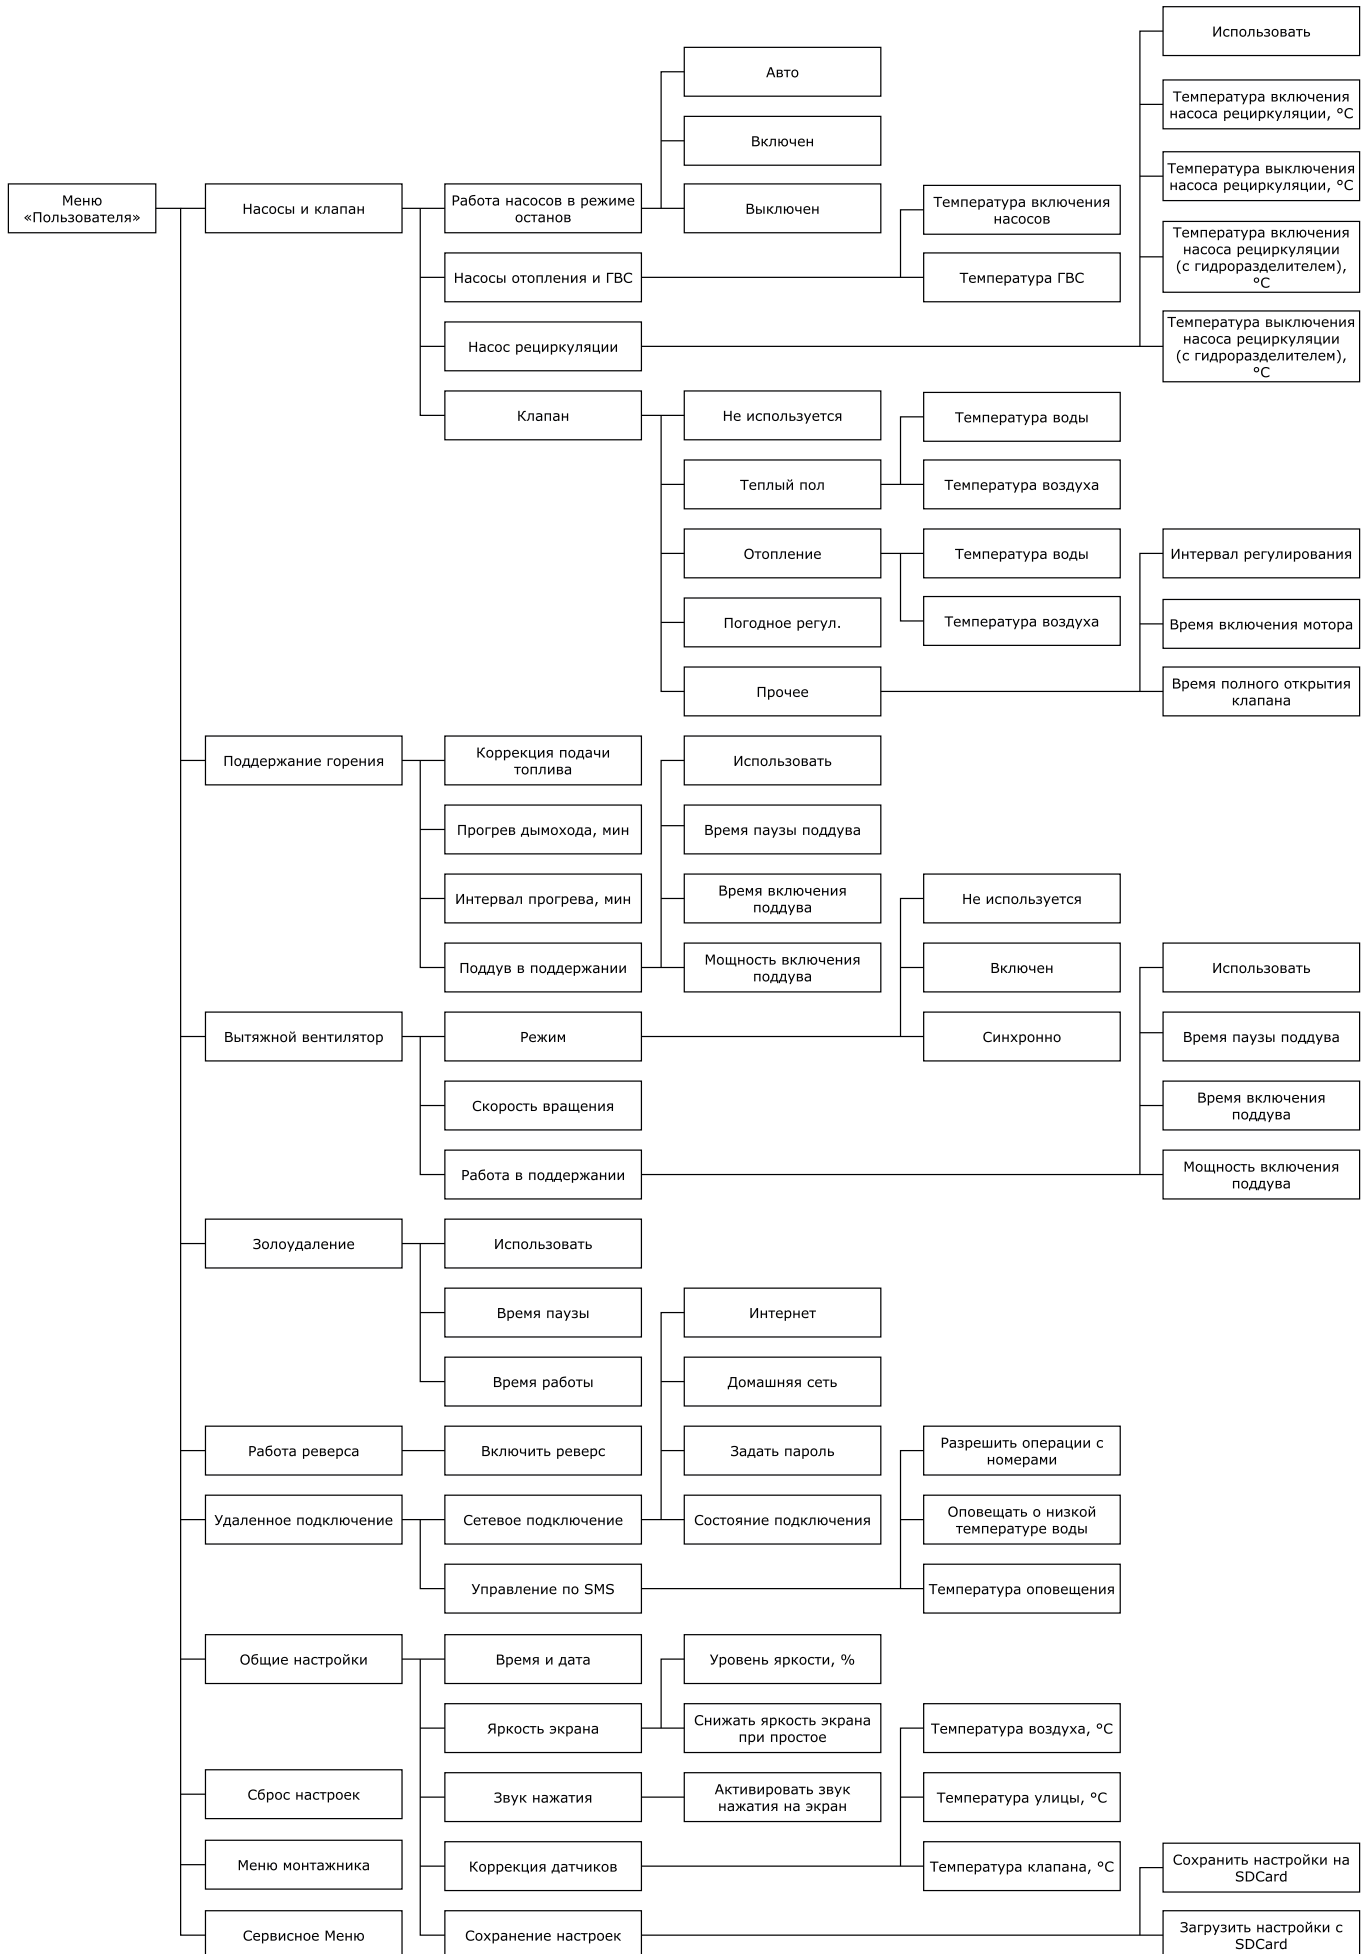 Меню
«Пользователя»
Насосы и клапан
Работа насосов в режиме
останов
Авто
Включен
Выключен
Насосы отопления и ГВС
Температура включения
насосов
Температура ГВС
Насос рециркуляции
Использовать
Температура включения
насоса рециркуляции, °С
Температура выключения
насоса рециркуляции, °С
Температура включения
насоса рециркуляции
(с гидроразделителем),
°С
Температура выключения
насоса рециркуляции
(с гидроразделителем),
°С
Клапан
Не используется
Теплый пол
Температура воды
Температура воздуха
Отопление
Температура воды
Температура воздуха
Погодное регул.
Прочее
Интервал регулирования
Время включения мотора
Время полного открытия
клапана
Поддержание горения
Коррекция подачи
топлива
Прогрев дымохода, мин
Интервал прогрева, мин
Поддув в поддержании
Использовать
Время паузы поддува
Время включения
поддува
Мощность включения
поддува
Вытяжной вентилятор
Режим
Не используется
Включен
Синхронно
Скорость вращения
Работа в поддержании
Использовать
Время паузы поддува
Время включения
поддува
Мощность включения
поддува
Золоудаление
Использовать
Время паузы
Время работы
Работа реверса
Включить реверс
Удаленное подключение
Сетевое подключение
Интернет
Домашняя сеть
Задать пароль
Состояние подключения
Управление по SMS
Разрешить операции с
номерами
Оповещать о низкой
температуре воды
Температура оповещения
Общие настройки
Время и дата
Яркость экрана
Уровень яркости, %
Снижать яркость экрана
при простое
Звук нажатия
Активировать звук
нажатия на экран
Коррекция датчиков
Температура воздуха, °С
Температура улицы, °С
Температура клапана, °С
Сохранение настроек
Сохранить настройки на
SDCard
Загрузить настройки с
SDCard
Сброс настроек
Меню монтажника
Сервисное Меню